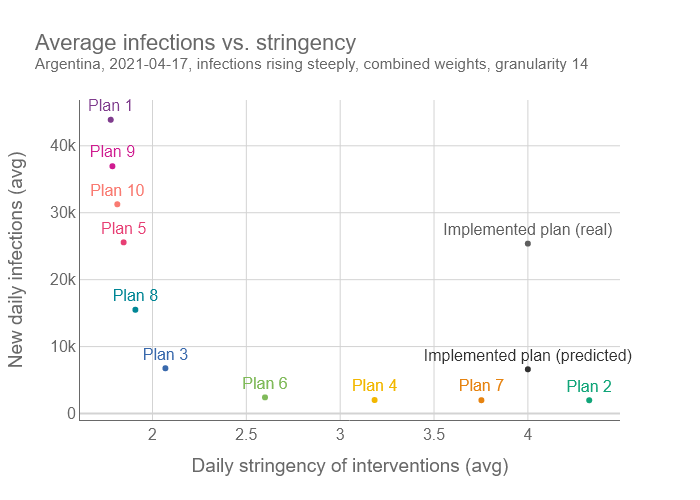 Average infections vs. stringency
Argentina, 2021-04-17, infections rising steeply, combined weights, granularity 14
New daily infections (avg)
40k
30k
20k
10k
0
Plan 1
Plan 9
Plan 10
Plan 5
Implemented plan (real)
Plan 8
Plan 3
Implemented plan (predicted)
Plan 6
Plan 4
Plan 7
Plan 2
2
2.5
3
3.5
4
Daily stringency of interventions (avg)